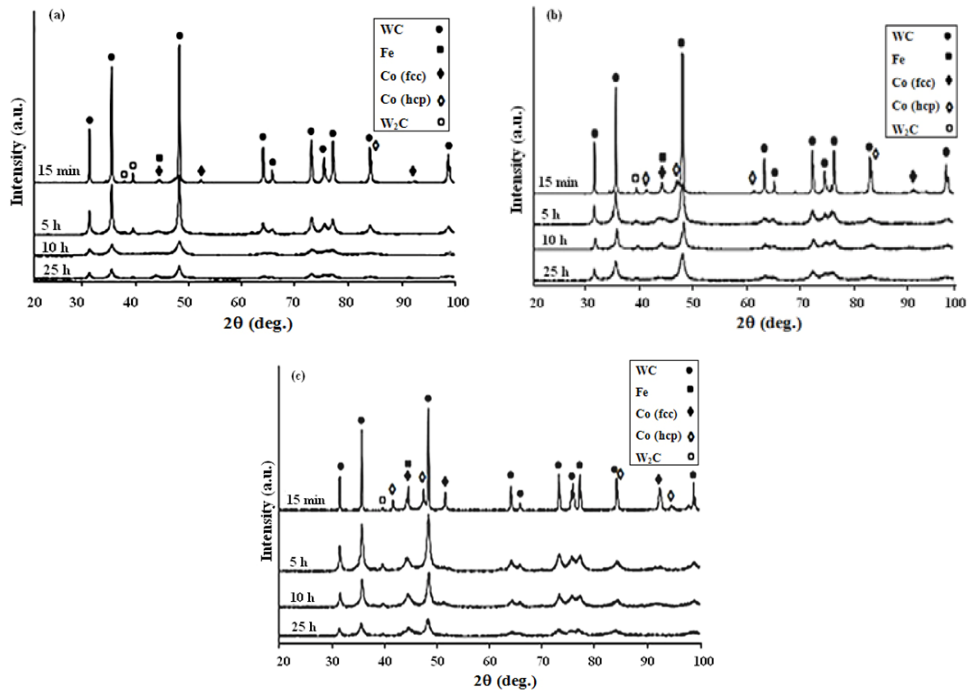 (a)
WC
Fe
Co (fcc)
Co (hcp)
W₂C
Intensity (a.u.)
15 min
5 h
10 h
25 h
20 30 40 50 60 70 80 90 100
2θ (deg.)
(b)
WC
Fe
Co (fcc)
Co (hcp)
W₂C
Intensity (a.u.)
15 min
5 h
10 h
25 h
20 30 40 50 60 70 80 90 100
2θ (deg.)
(c)
WC
Fe
Co (fcc)
Co (hcp)
W₂C
Intensity (a.u.)
15 min
5 h
10 h
25 h
20 30 40 50 60 70 80 90 100
2θ (deg.)